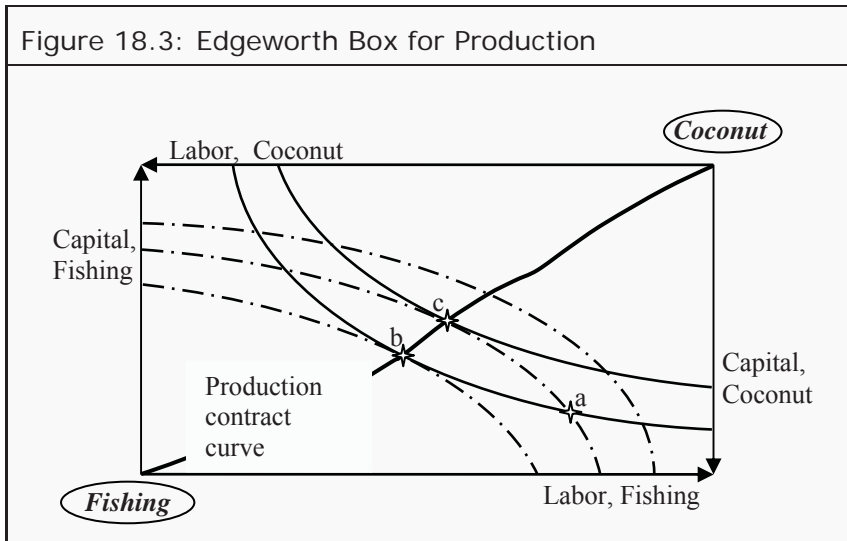 Figure 18.3: Edgeworth Box for Production
Coconut
Labor, Coconut
Capital,
Fishing
c
b
a
Capital,
Coconut
Production
contract
curve
Labor, Fishing
Fishing